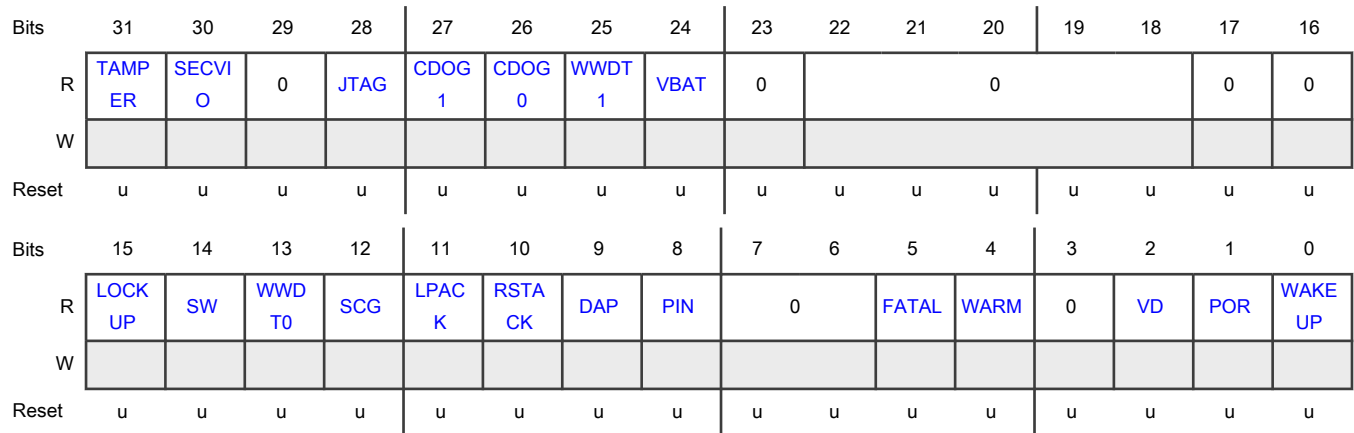 Bits 31 30 29 28 27 26 25 24 23 22 21 20 19 18 17 16
R TAMP ER SECVI O 0 JTAG CDOG 1 CDOG 0 WWDT 1 VBAT 0 0 0 0
W
Reset u u u u u u u u u u u u u u u u
Bits 15 14 13 12 11 10 9 8 7 6 5 4 3 2 1 0
R LOCK UP SW WWD T0 SCG LPAC K RSTA CK DAP PIN 0 FATAL WARM 0 VD POR WAKE UP
W
Reset u u u u u u u u u u u u u u u u